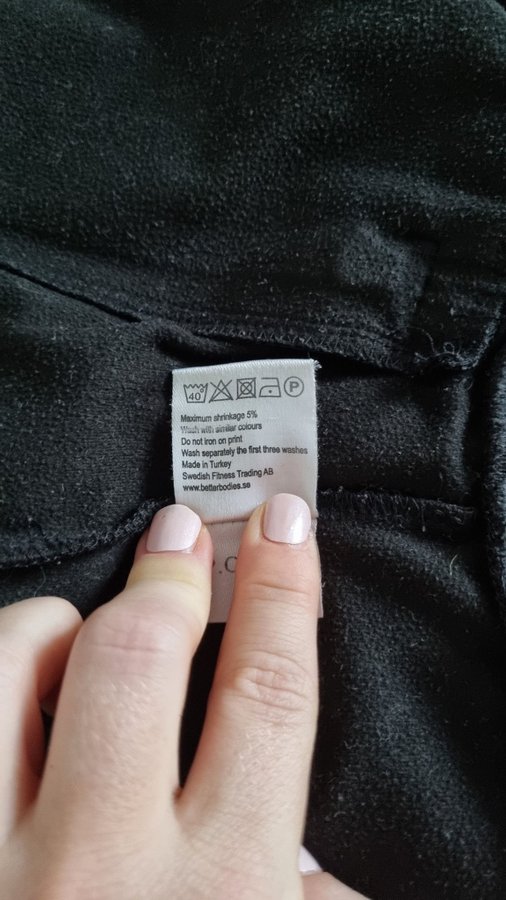 40°
P
Maximum shrinkage 5%
Wash with similar colours
Do not iron on print
Wash separately the first three washes
Made in Turkey
Swedish Fitness Trading AB
www.betterbodies.se